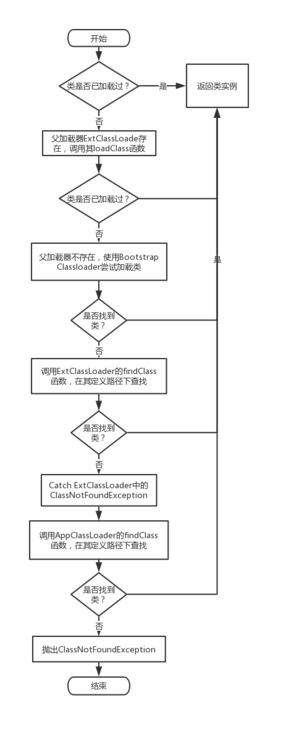 开始
类是否已加载过？
是
返回类实例
否
父加载器ExtClassLoade存
在，调用其loadClass函数
类是否已加载过？
否
父加载器不存在，使用Bootstrap
Classloader尝试加载类
是
是否找到
类？
否
调用ExtClassLoader的findClass
函数，在其定义路径下查找
是否找到
类？
否
Catch ExtClassLoader中的
ClassNotFoundException
调用AppClassLoader的findClass
函数，在其定义路径下查找
是否找到
类？
否
抛出ClassNotFoundException
结束